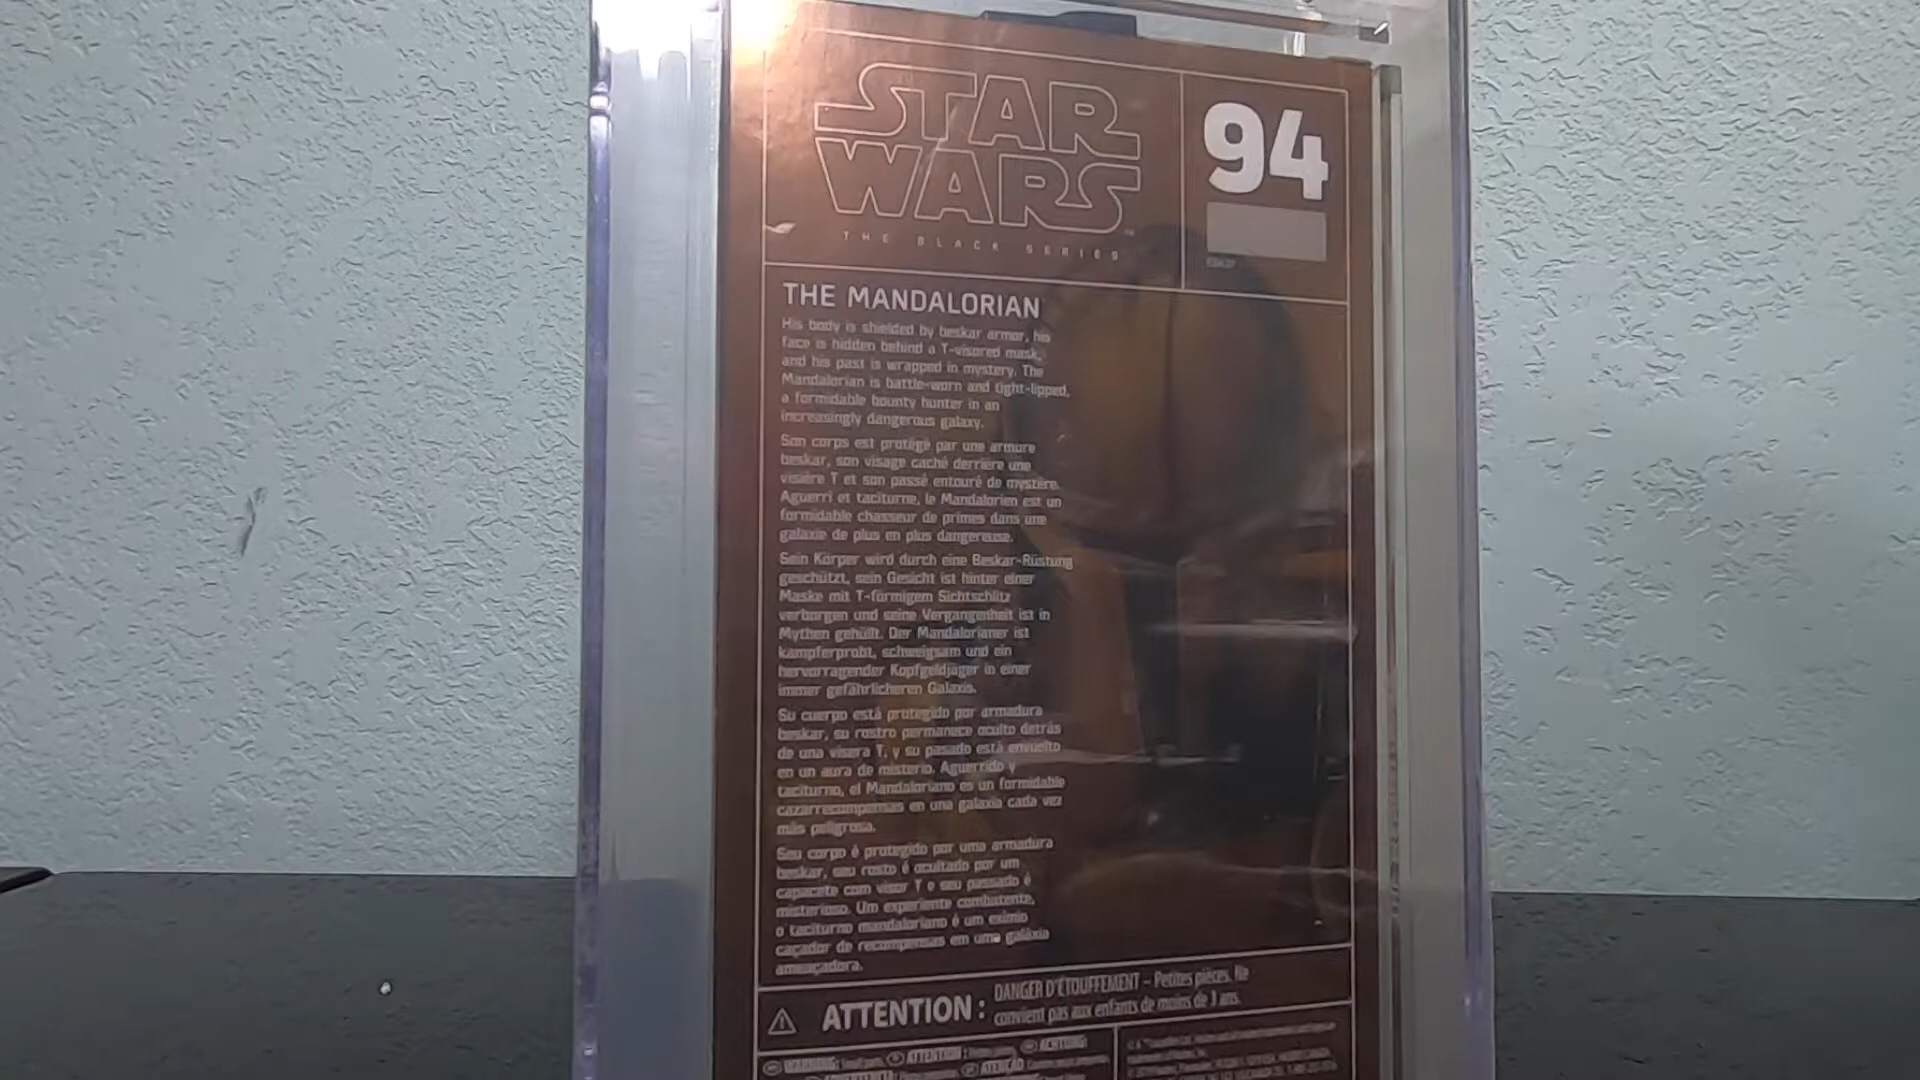 STAR
WARS
THE BLACK SERIES
94
THE MANDALORIAN
His body is shielded by beskar armor, his
face is hidden behind a T-visored mask,
and his past is wrapped in mystery. The
Mandalorian is battle-worn and tight-lipped,
a formidable bounty hunter in an
increasingly dangerous galaxy.
Son corps est protégé par une armure
beskar, son visage caché derrière une
visière T et son passé entouré de mystère.
Aguerri et taciturne, le Mandalorien est un
formidable chasseur de primes dans une
galaxie de plus en plus dangereuse.
Sein Körper wird durch eine Beskar-Rüstung
geschützt, sein Gesicht ist hinter einer
Maske mit T-förmigem Sichtschlitz
verborgen und seine Vergangenheit ist in
Mythen gehüllt. Der Mandalorianer ist
kampferprobt, schweigsam und ein
hervorragender Kopfgeldjäger in einer
immer gefährlicheren Galaxis.
Su cuerpo está protegido por armadura
beskar, su rostro permanece oculto detrás
de una visera T, y su pasado está envuelto
en un aura de misterio. Aguerrido y
taciturno, el Mandaloriano es un formidable
cazarrecompensas en una galaxia cada vez
más peligrosa.
Seu corpo é protegido por uma armadura
beskar, seu rosto é ocultado por um
capacete com visor T e seu passado é
misterioso. Um experiente combatente,
o taciturno mandaloriano é um exímio
caçador de recompensas em uma galáxia
ameaçadora.
ATTENTION :
DANGER D'ÉTOUFFEMENT – Petites pièces. Ne
convient pas aux enfants de moins de 3 ans.
WARNING: ATTENTION : ACHTUNG
ADVERTENCIA: ATENÇÃO